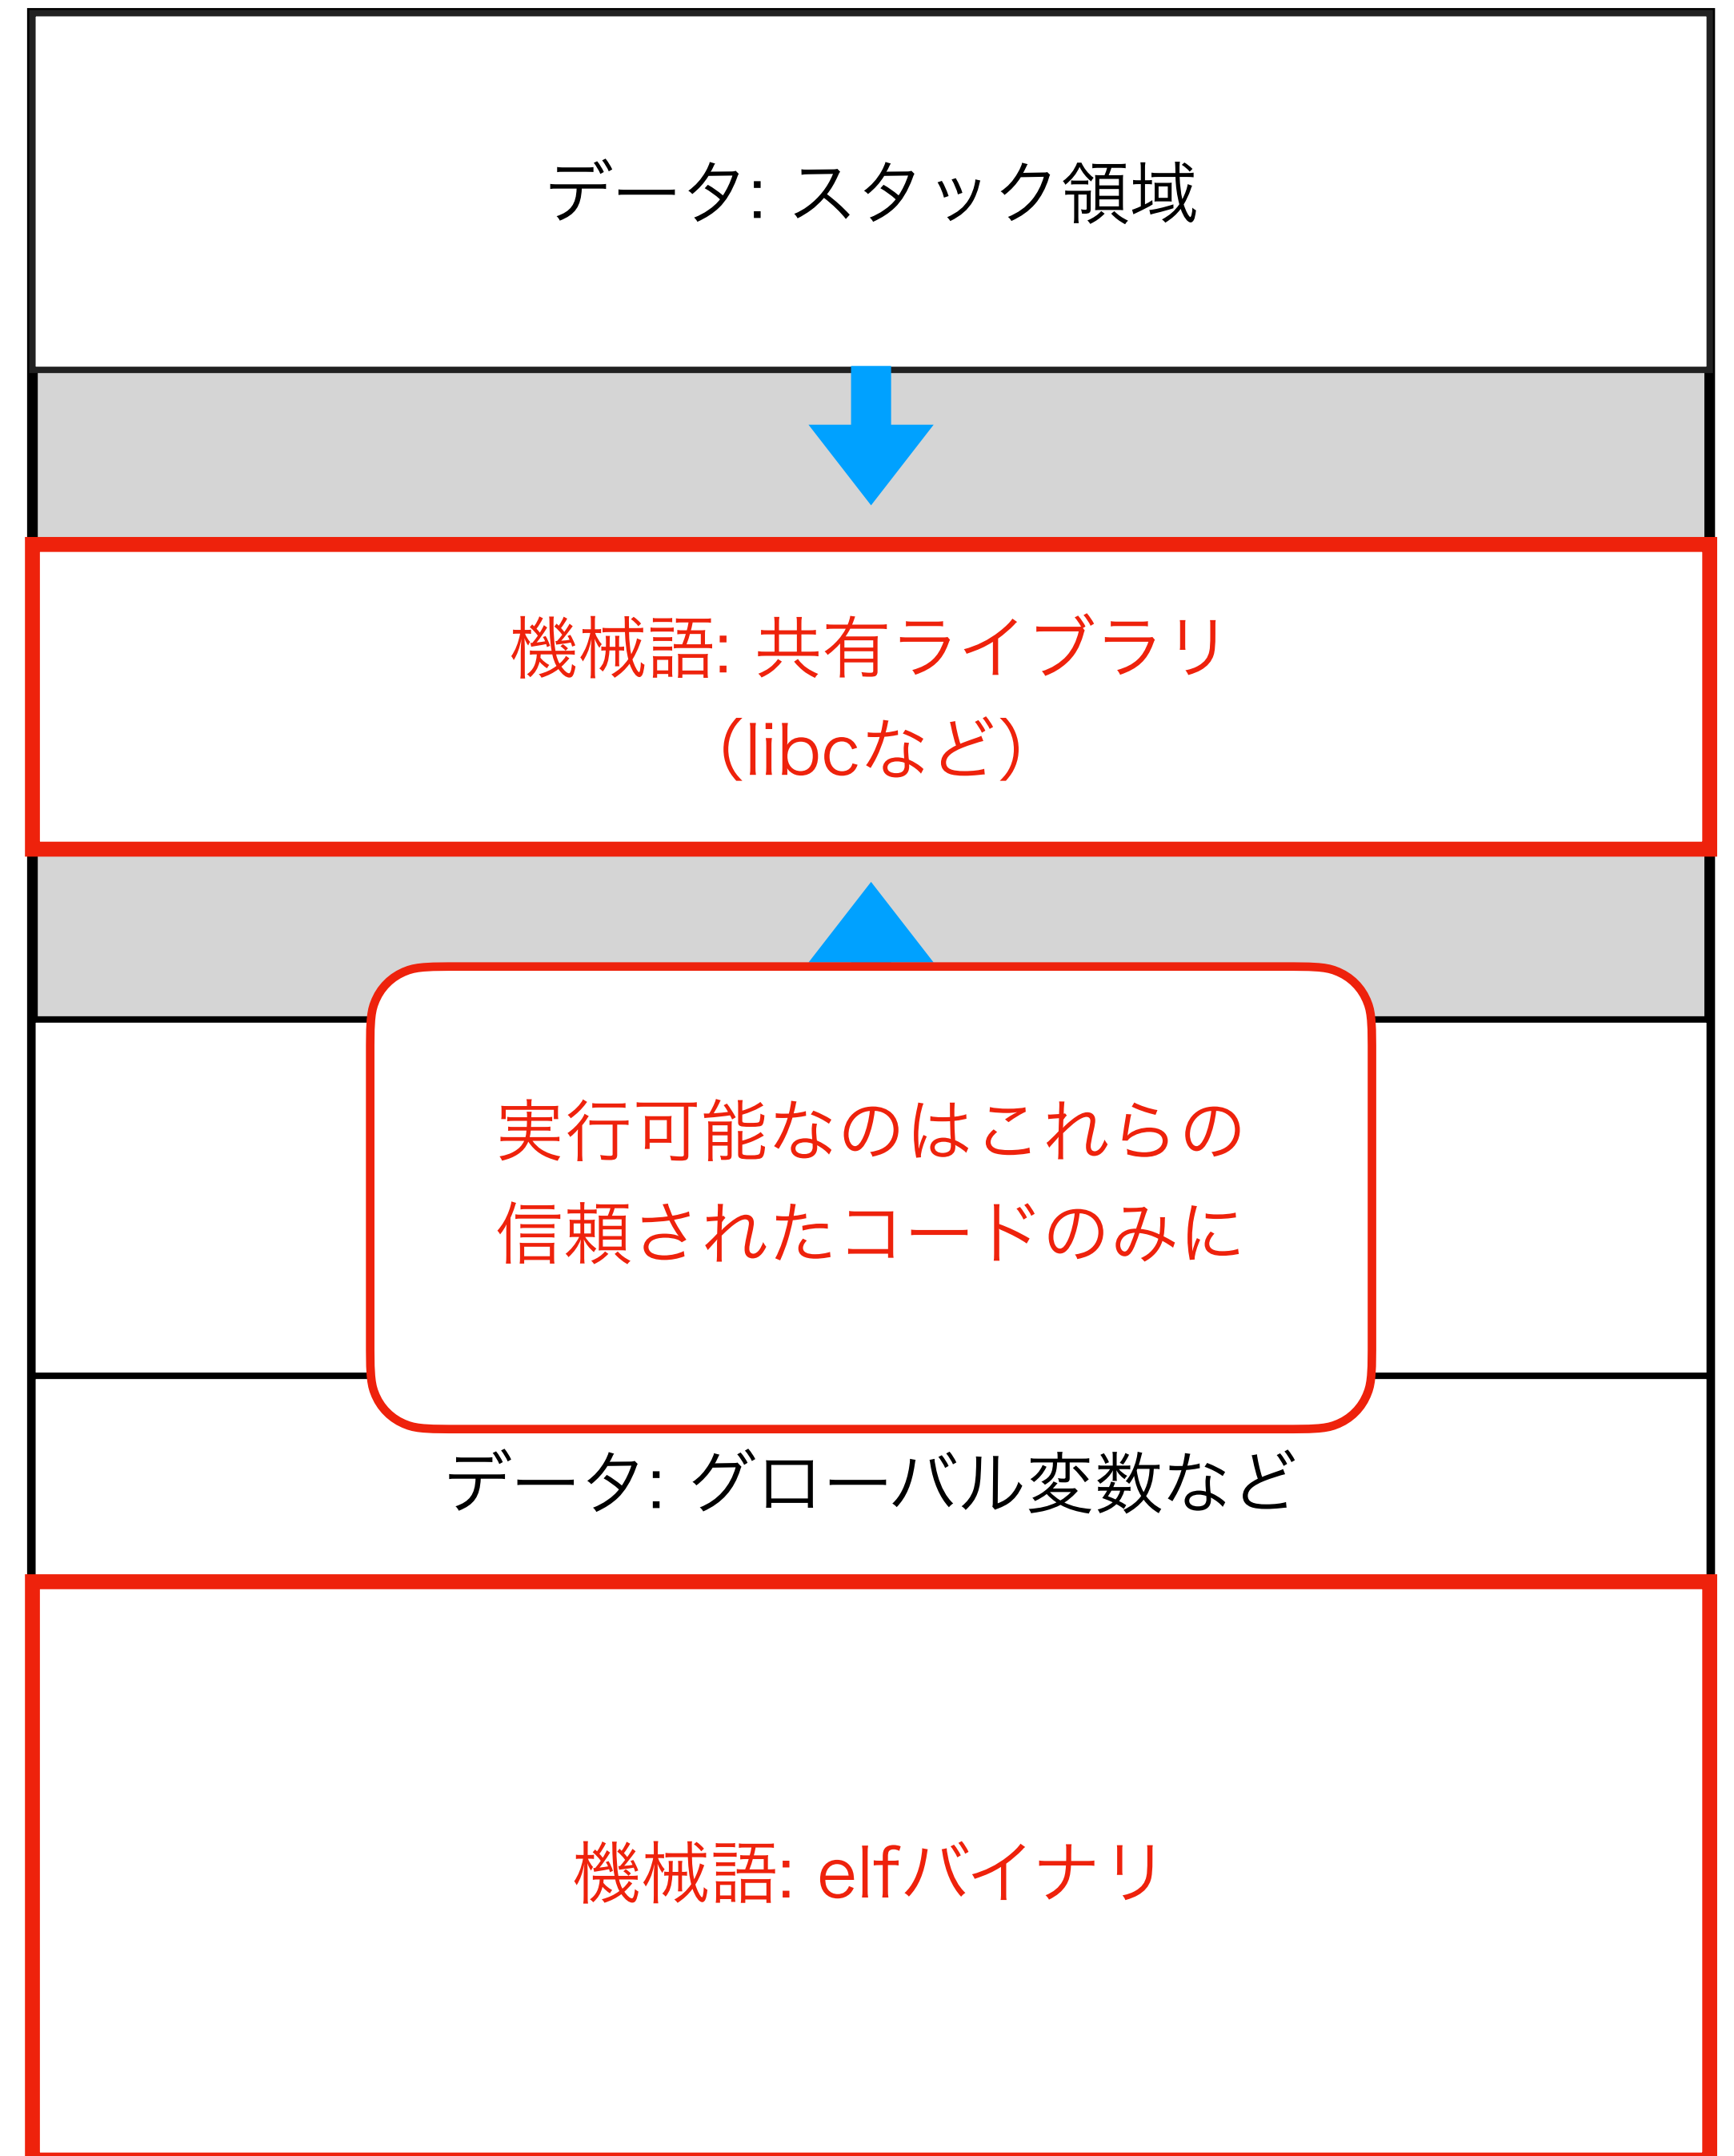 データ: スタック領域
機械語: 共有ライブラリ
(libcなど)
実行可能なのはこれらの
信頼されたコードのみに
データ: グローバル変数など
機械語: elfバイナリ